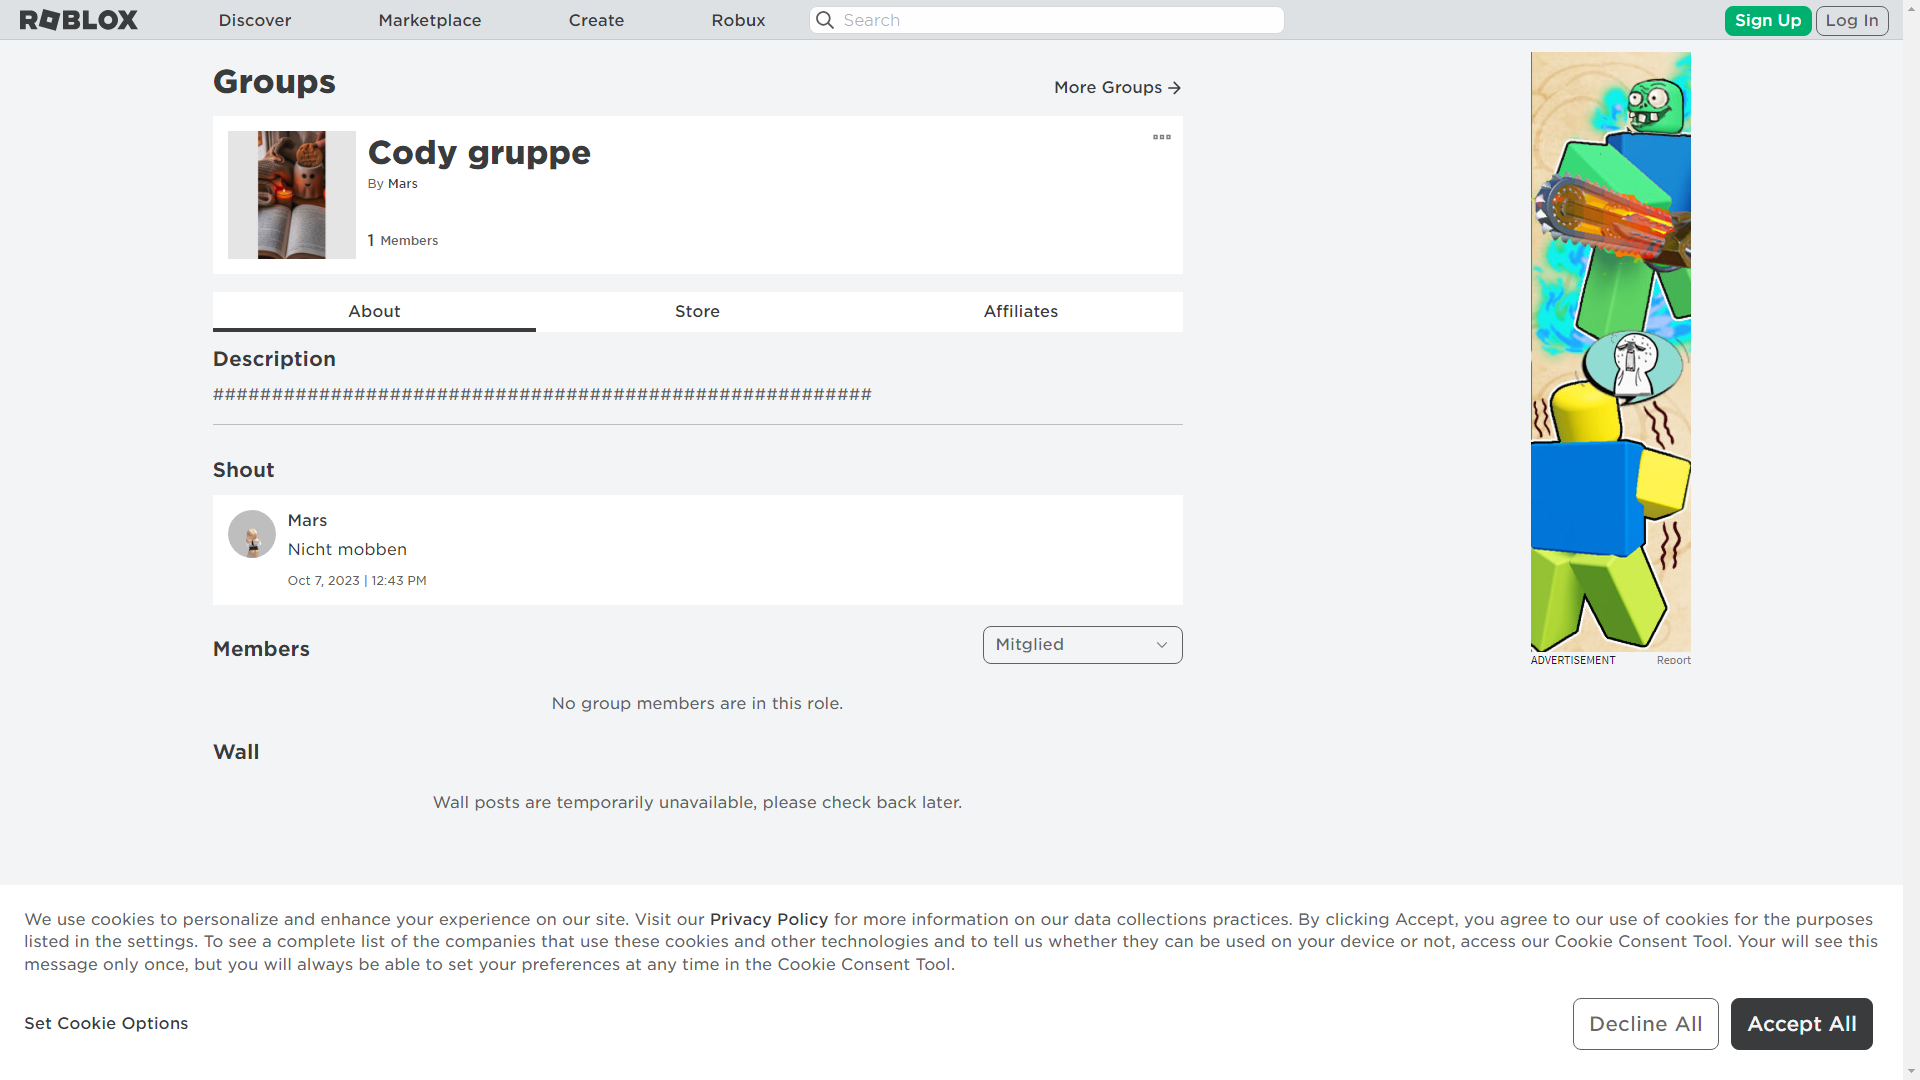 ROBLOX
Discover
Marketplace
Create
Robux
Search
Sign Up
Log In
Groups
More Groups
Cody gruppe
By Mars
1 Members
About
Store
Affiliates
Description
########################################################
Shout
Mars
Nicht mobben
Oct 7, 2023 | 12:43 PM
Members
Mitglied
No group members are in this role.
Wall
Wall posts are temporarily unavailable, please check back later.
ADVERTISEMENT
Report
We use cookies to personalize and enhance your experience on our site. Visit our Privacy Policy for more information on our data collections practices. By clicking Accept, you agree to our use of cookies for the purposes
listed in the settings. To see a complete list of the companies that use these cookies and other technologies and to tell us whether they can be used on your device or not, access our Cookie Consent Tool. Your will see this
message only once, but you will always be able to set your preferences at any time in the Cookie Consent Tool.
Set Cookie Options
Decline All
Accept All